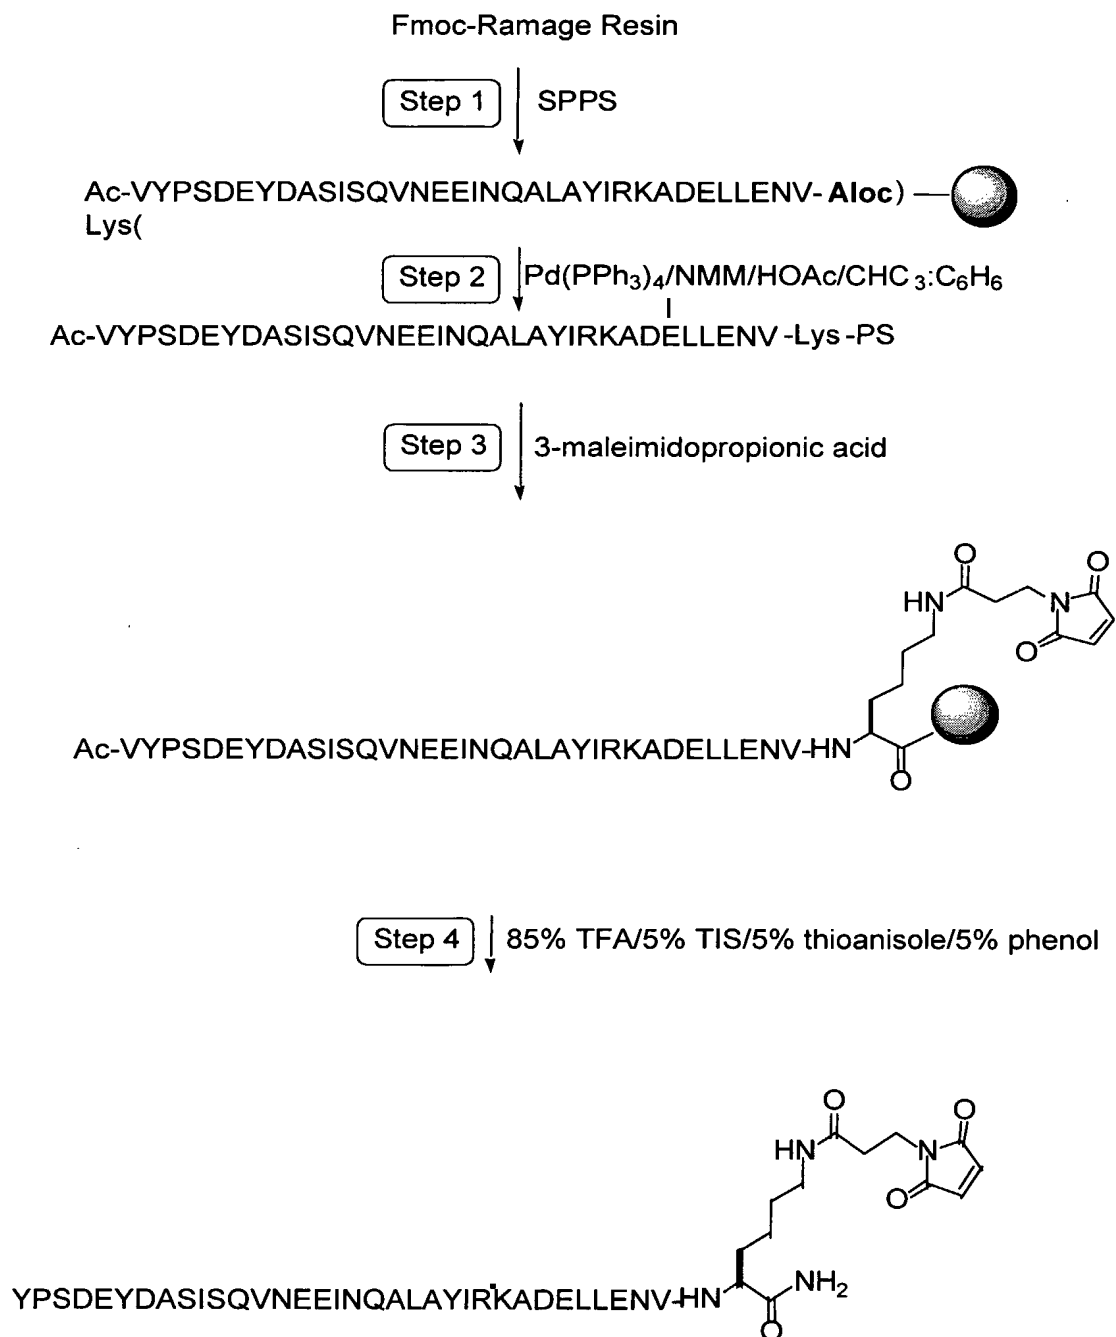 Fmoc-Ramage Resin
Step 1 SPPS
Ac-VYPSDEYDASISQVNEEINQALAYIRKADELLENV- Aloc)
Lys(
Step 2 Pd(PPh3)4/NMM/HOAc/CHC 3:C6H6
l
Ac-VYPSDEYDASISQVNEEINQALAYIRKADELLENV -Lys -PS
Step 3 3-maleimidopropionic acid
O
O
HN
N
O
Ac-VYPSDEYDASISQVNEEINQALAYIRKADELLENV-HN
O
Step 4 85% TFA/5% TIS/5% thioanisole/5% phenol
O
O
HN
N
O
NH2
YPSDEYDASISQVNEEINQALAYIRKADELLENV-HN
O